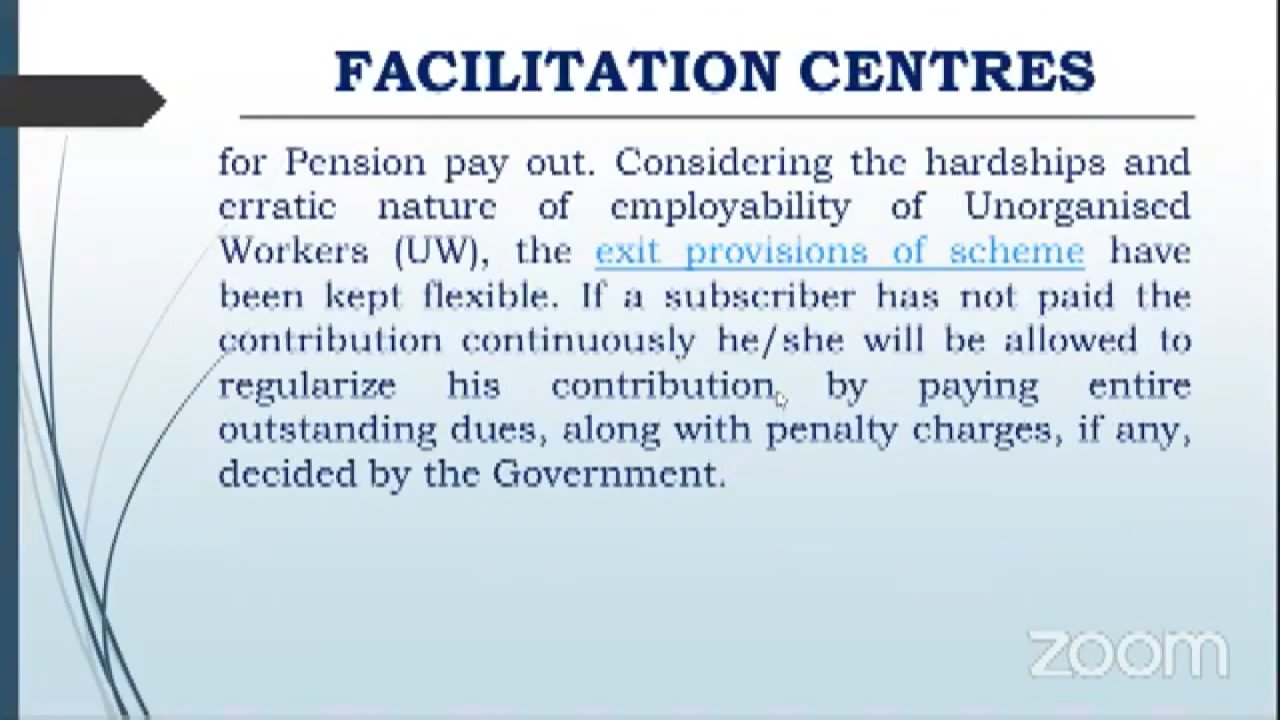 FACILITATION CENTRES
for Pension pay out. Considering the hardships and
erratic nature of employability of Unorganised
Workers (UW), the exit provisions of scheme have
been kept flexible. If a subscriber has not paid the
contribution continuously he/she will be allowed to
regularize his contribution by paying entire
outstanding dues, along with penalty charges, if any,
decided by the Government.
zoom